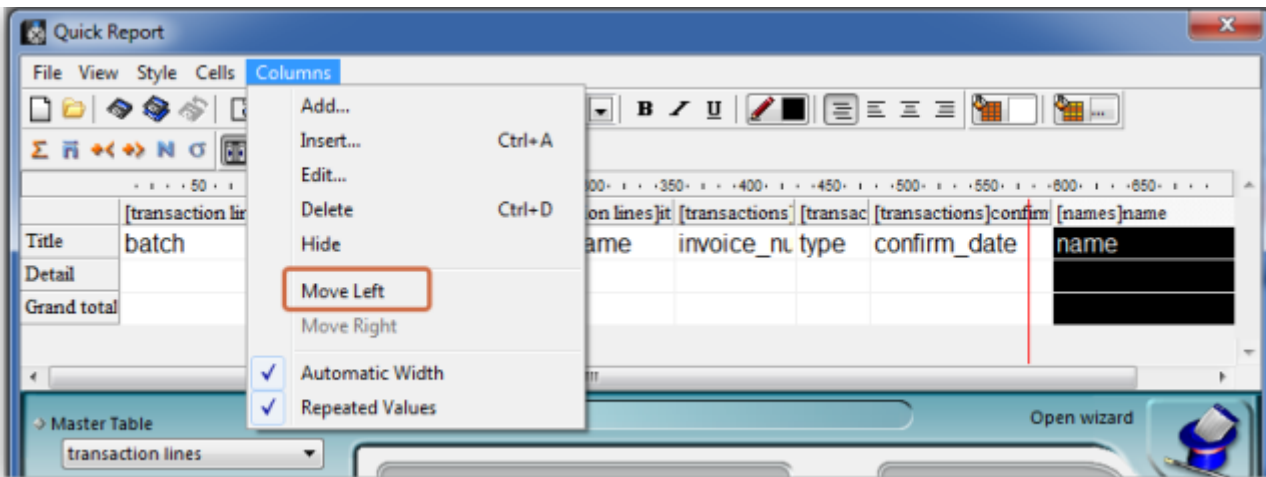 Quick Report
File View Style Cells Columns
Add...
B I U
Insert... Ctrl+A
Σ n N σ
Edit...
50 350 400 450 500 550 600 650
Delete Ctrl+D
[transaction lin on lines]it [transactions] [transac [transactions]confirm [names]name
Title batch Hide ame invoice_nu type confirm_date name
Detail
Move Left
Grand total
Move Right
✓ Automatic Width
✓ Repeated Values
Master Table Open wizard
transaction lines